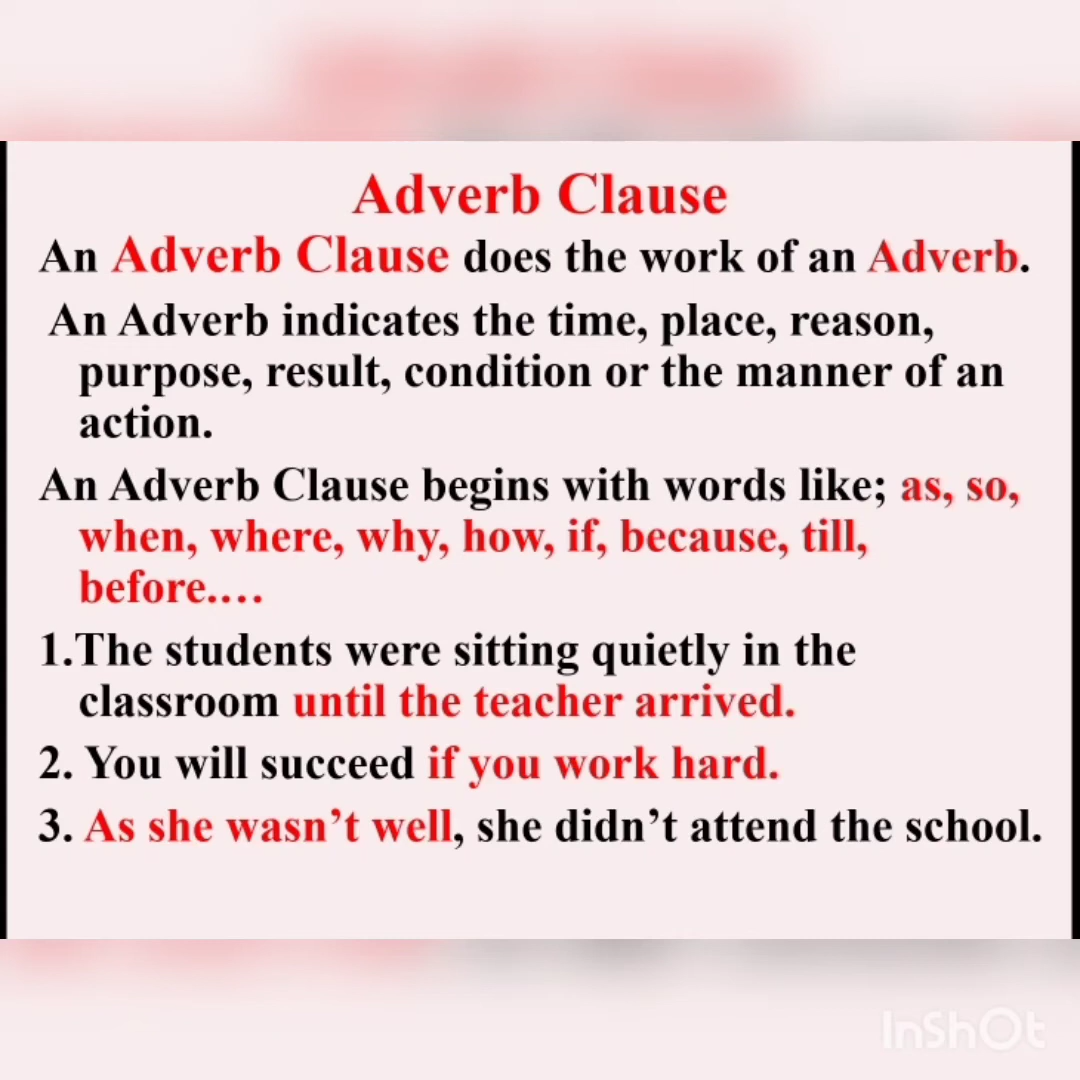 Adverb Clause
An Adverb Clause does the work of an Adverb.
An Adverb indicates the time, place, reason,
purpose, result, condition or the manner of an
action.
An Adverb Clause begins with words like; as, so,
when, where, why, how, if, because, till,
before....
1.The students were sitting quietly in the
classroom until the teacher arrived.
2. You will succeed if you work hard.
3. As she wasn’t well, she didn’t attend the school.
InShOt